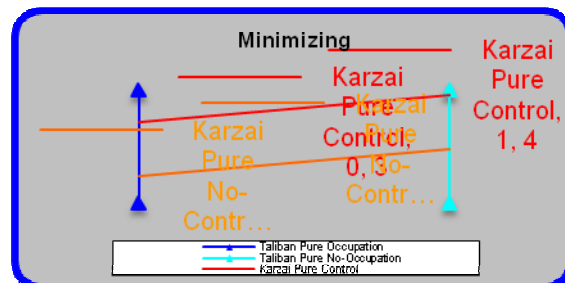 Minimizing
Karzai
Pure
Control,
1, 4
Karzai
Pure
Control,
0, 3
Karzai
Pure
No-
Contr...
Karzai
Pure
No-
Contr...
Taliban Pure Occupation
Taliban Pure No-Occupation
Karzai Pure Control